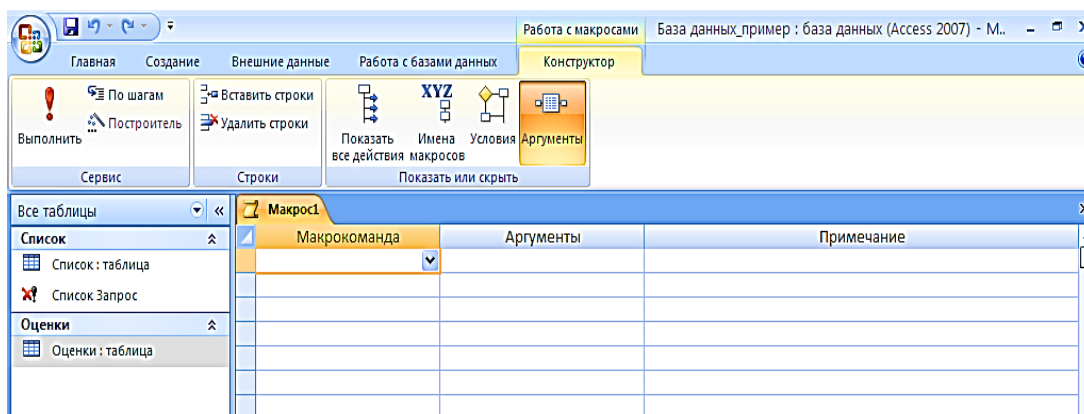 Работа с макросами База данных_пример : база данных (Access 2007) - М..
Главная Создание Внешние данные Работа с базами данных Конструктор
Выполнить
По шагам
Построитель
Сервис
Вставить строки
Удалить строки
Строки
Показать
все действия
Имена
макросов
Условия
Аргументы
Показать или скрыть
Все таблицы
Список
Список : таблица
Список Запрос
Оценки
Оценки : таблица
Макрос1
Макрокоманда Аргументы Примечание